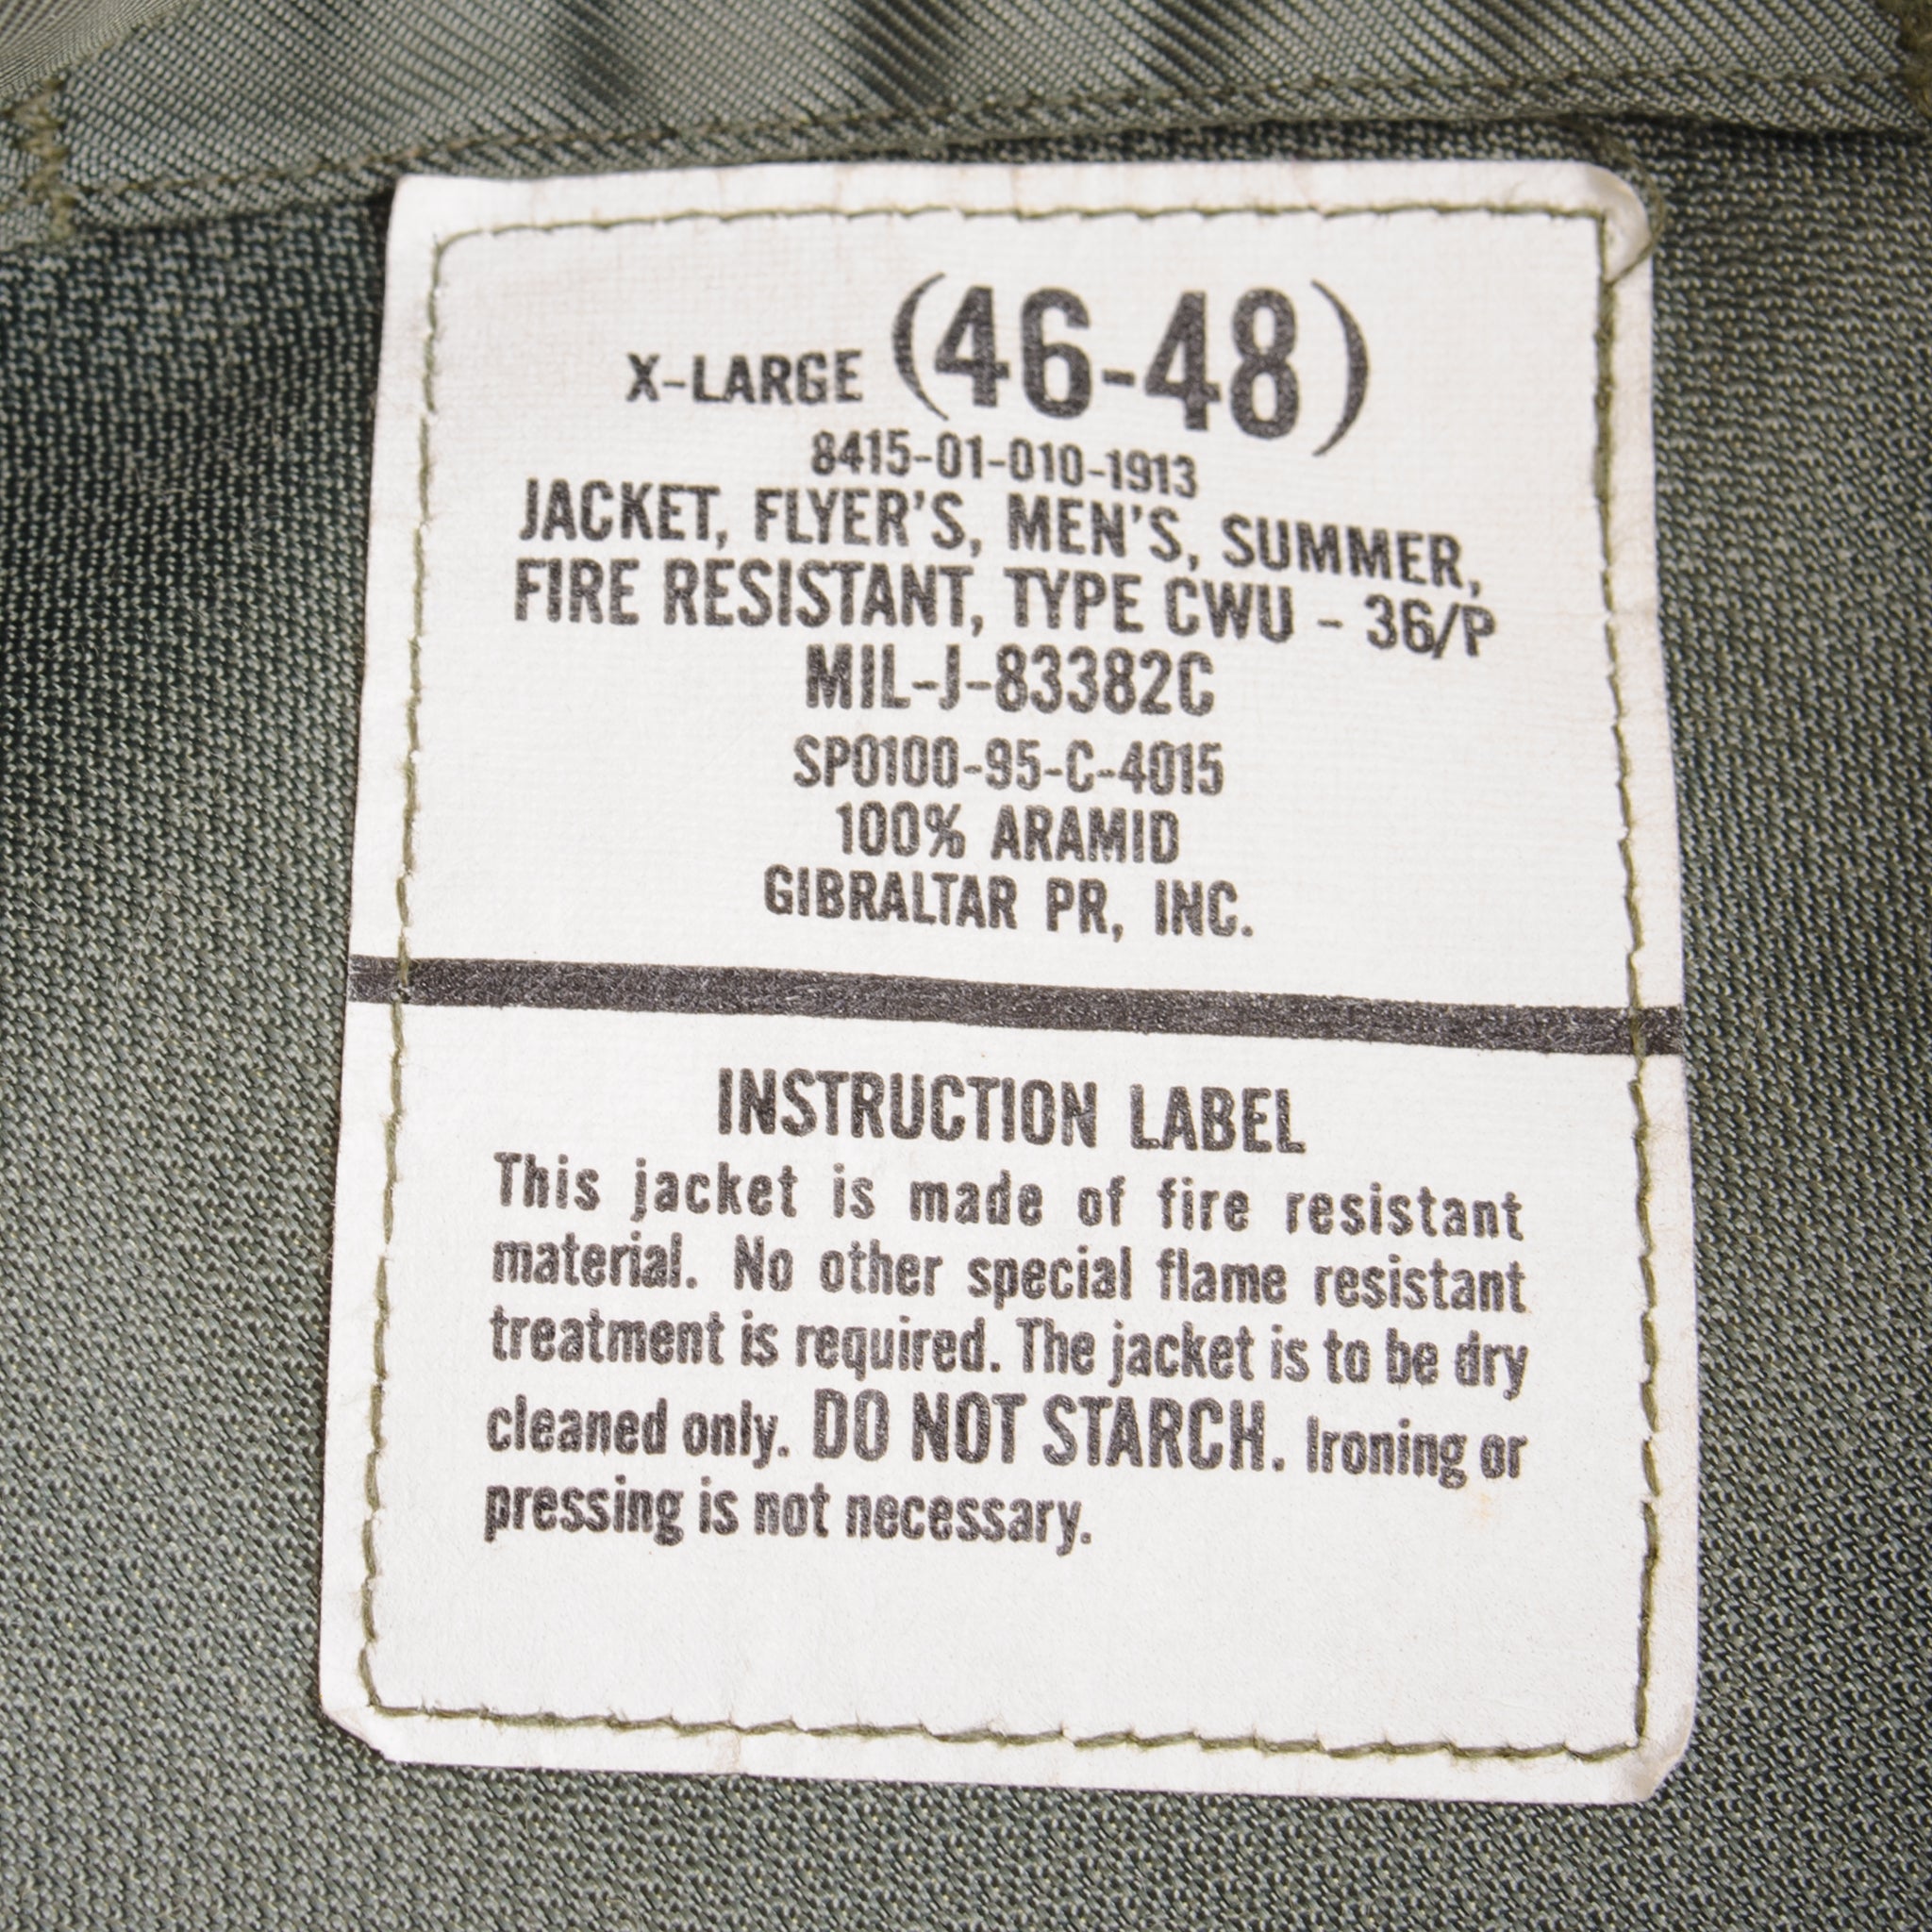 X-LARGE (46-48)
8415-01-010-1913
JACKET, FLYER'S, MEN'S, SUMMER,
FIRE RESISTANT, TYPE CWU - 36/P
MIL-J-83382C
SP0100-95-C-4015
100% ARAMID
GIBRALTAR PR, INC.
INSTRUCTION LABEL
This jacket is made of fire resistant
material. No other special flame resistant
treatment is required. The jacket is to be dry
cleaned only. DO NOT STARCH. Ironing or
pressing is not necessary.